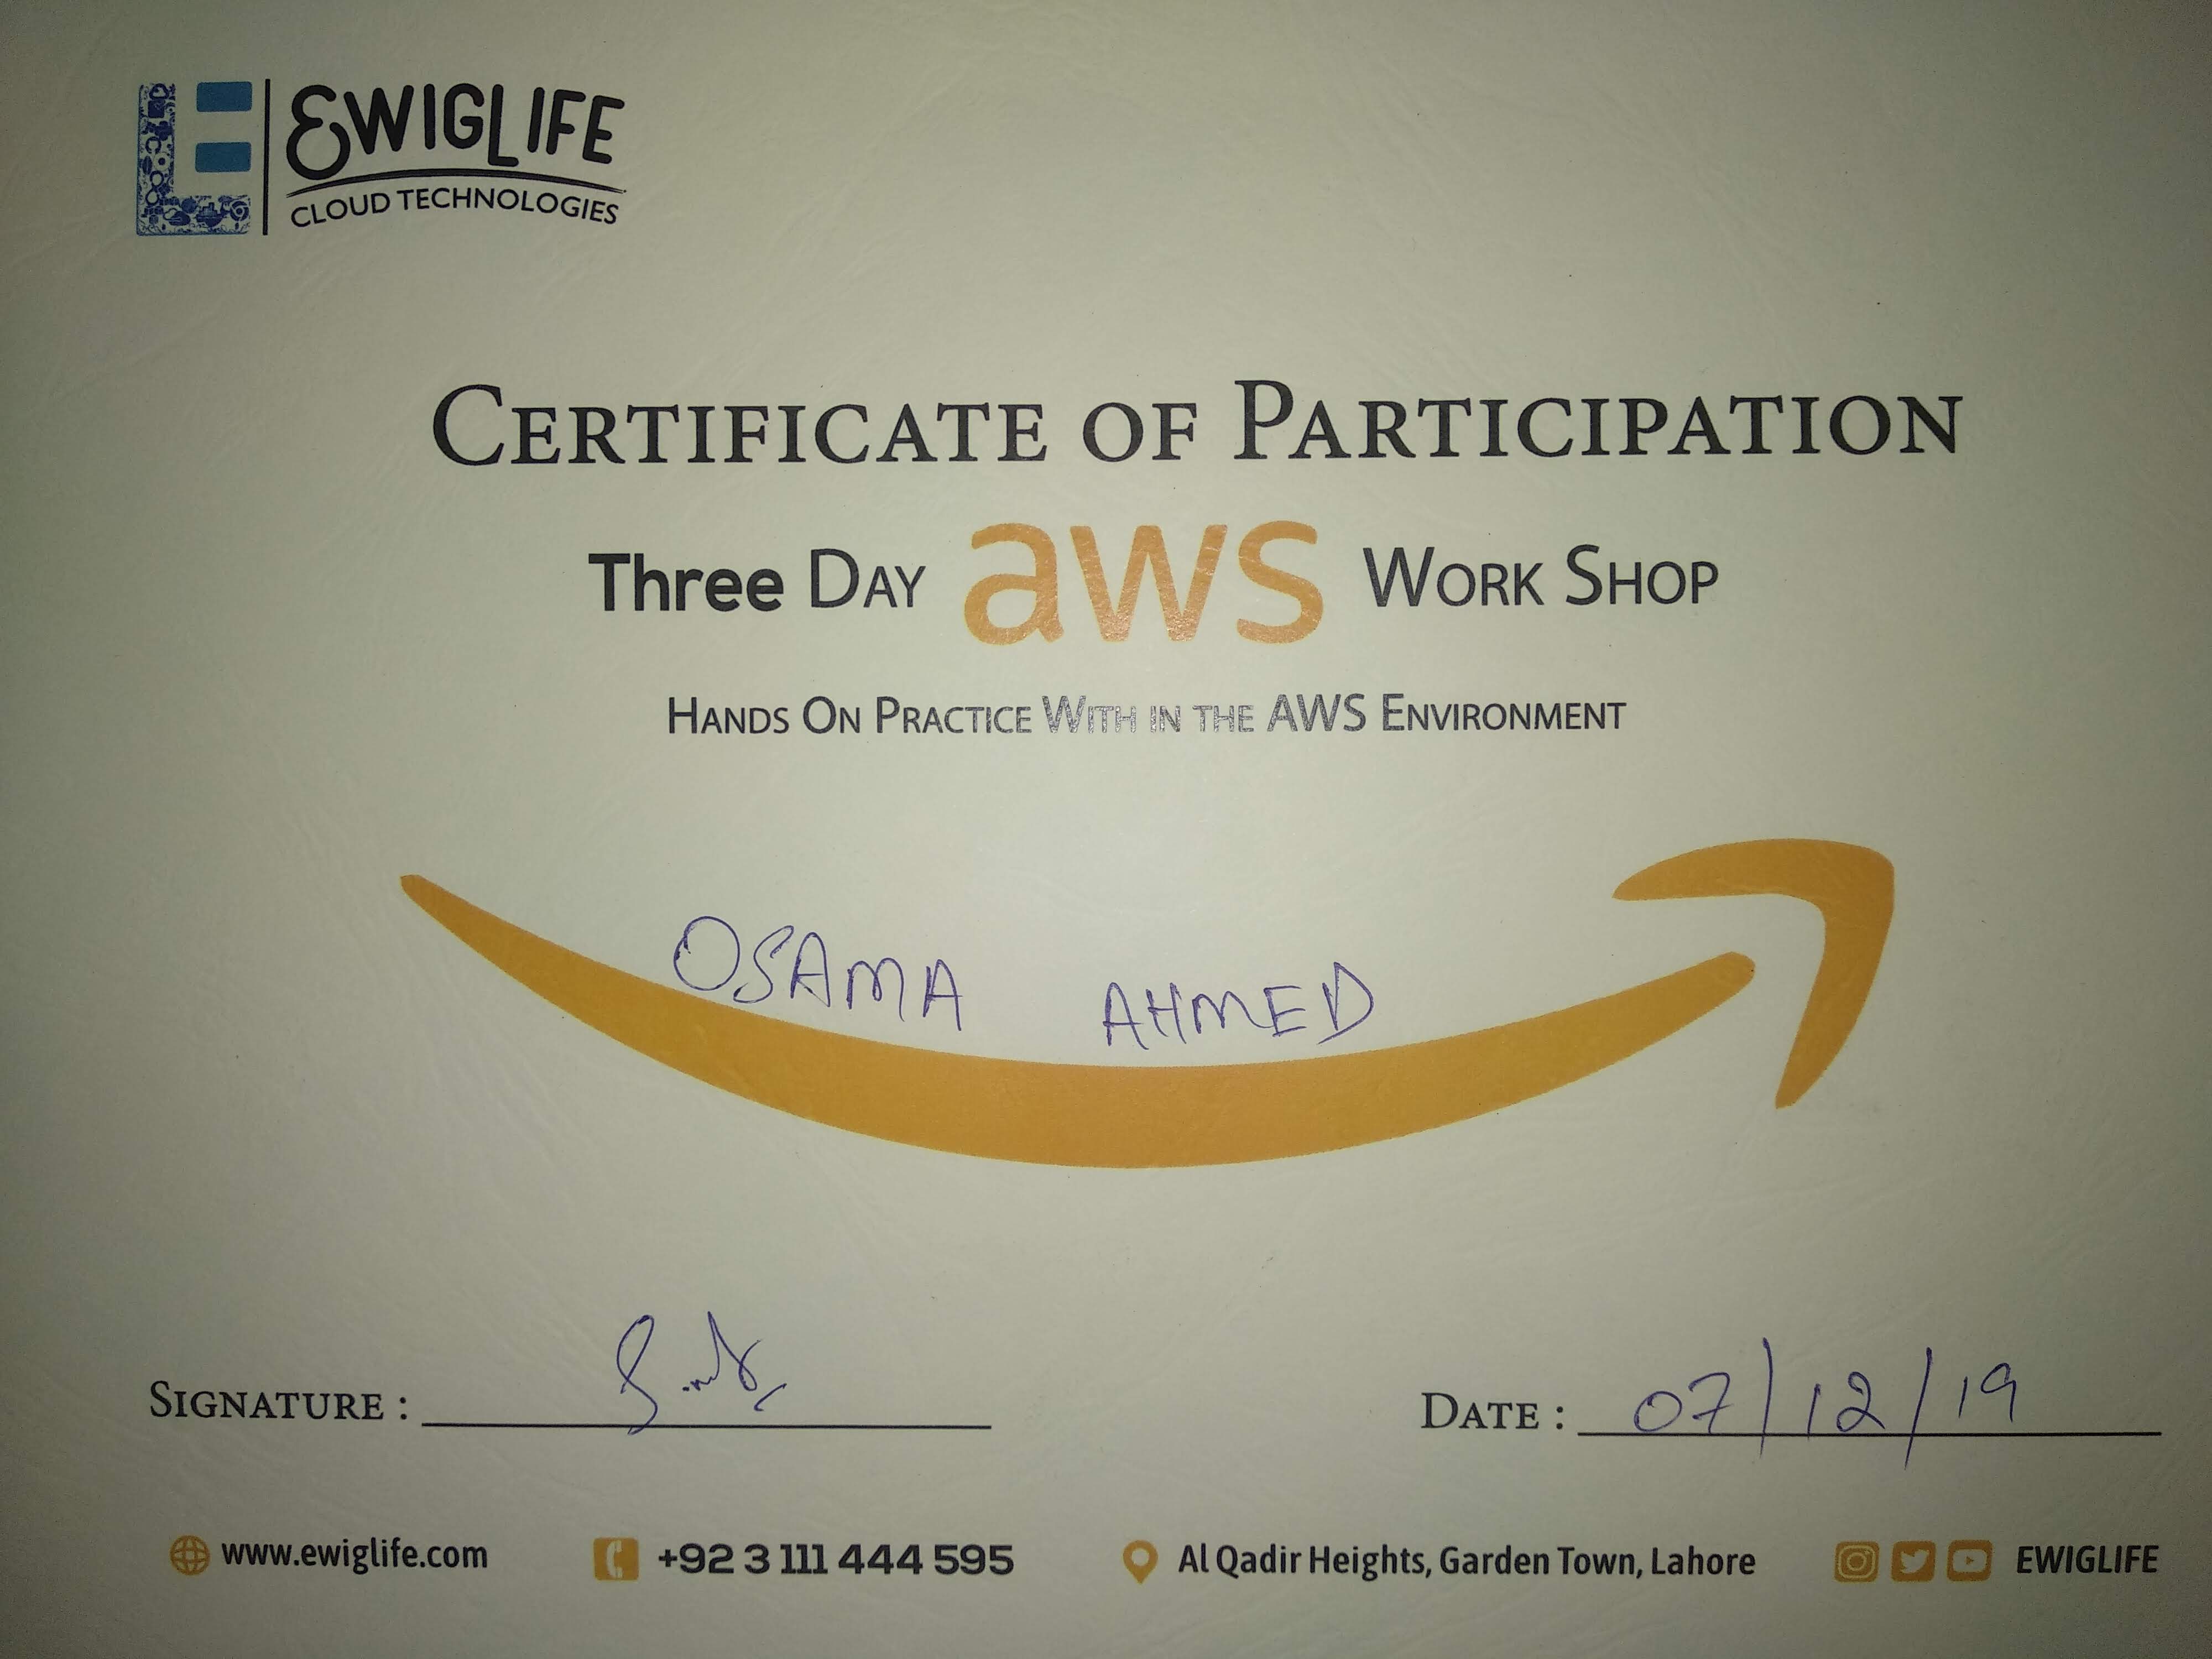 EWIGLIFE
CLOUD TECHNOLOGIES
CERTIFICATE OF PARTICIPATION
Three DAY aws WORK SHOP
HANDS ON PRACTICE WITH IN THE AWS ENVIRONMENT
OSAMA AHMED
SIGNATURE :
DATE : 07/12/19
www.ewiglife.com +92 3 111 444 595 Al Qadir Heights, Garden Town, Lahore EWIGLIFE